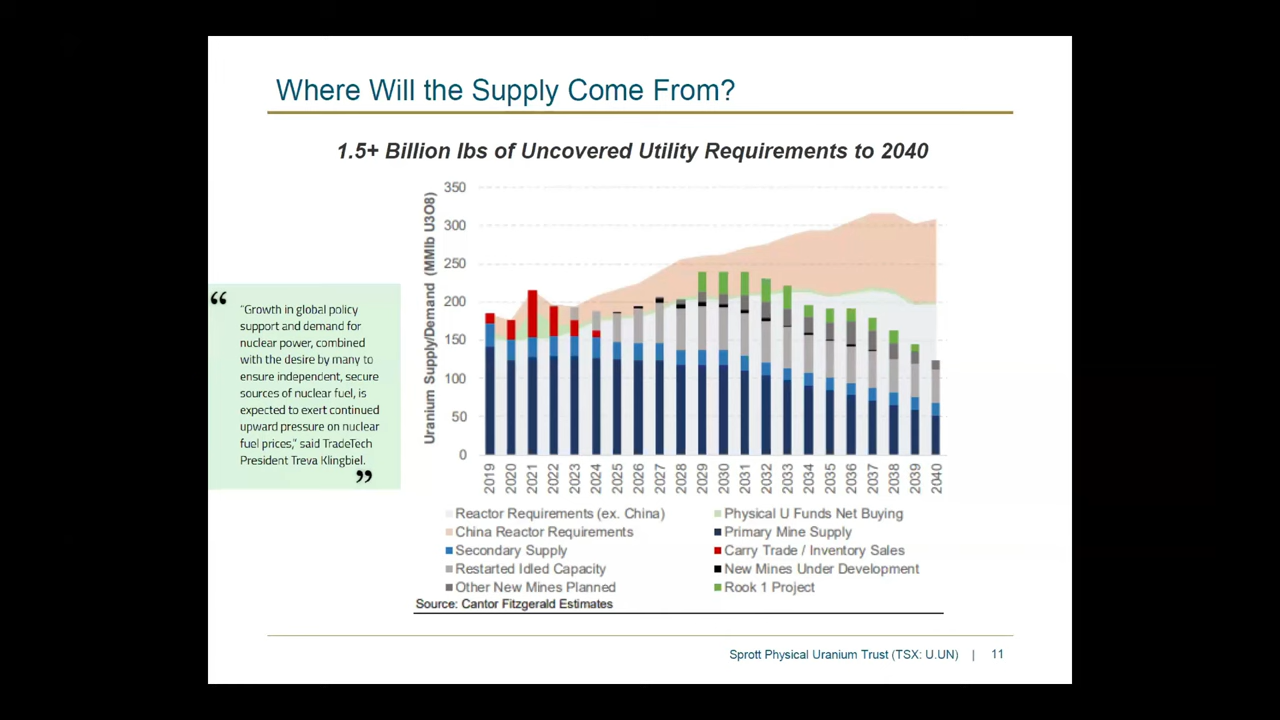 Where Will the Supply Come From?
1.5+ Billion lbs of Uncovered Utility Requirements to 2040
“
“Growth in global policy
support and demand for
nuclear power, combined
with the desire by many to
ensure independent, secure
sources of nuclear fuel, is
expected to exert continued
upward pressure on nuclear
fuel prices,” said TradeTech
President Treva Klingbiel.
”
Uranium Supply/Demand (MMlb U3O8)
350
300
250
200
150
100
50
0
2019 2020 2021 2022 2023 2024 2025 2026 2027 2028 2029 2030 2031 2032 2033 2034 2035 2036 2037 2038 2039 2040
Reactor Requirements (ex. China) Physical U Funds Net Buying
China Reactor Requirements Primary Mine Supply
Secondary Supply Carry Trade / Inventory Sales
Restarted Idled Capacity New Mines Under Development
Other New Mines Planned Rook 1 Project
Source: Cantor Fitzgerald Estimates
Sprott Physical Uranium Trust (TSX: U.UN) | 11